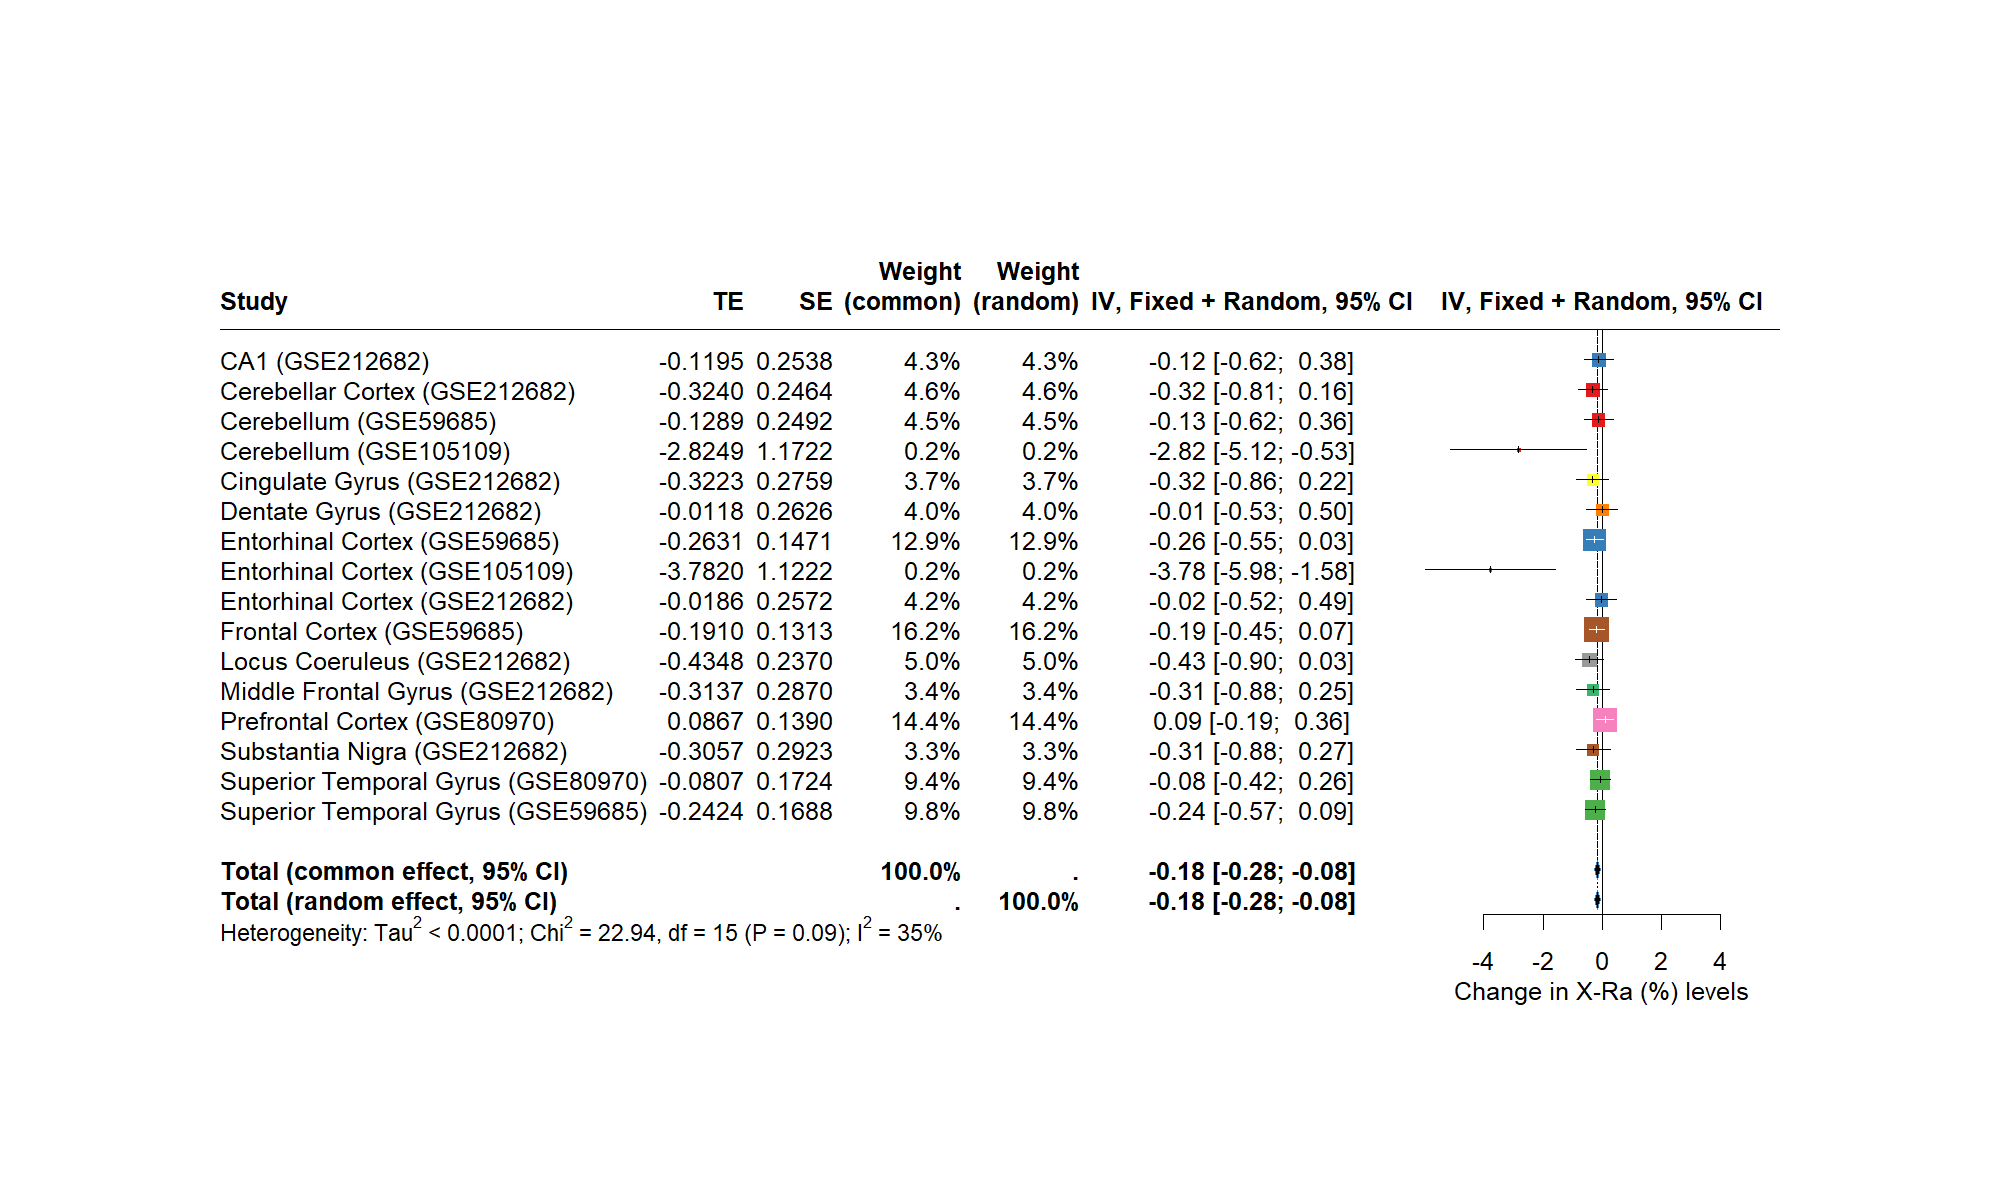 Weight Weight
Study TE SE (common) (random) IV, Fixed + Random, 95% CI IV, Fixed + Random, 95% CI
CA1 (GSE212682) -0.1195 0.2538 4.3% 4.3% -0.12 [-0.62; 0.38]
Cerebellar Cortex (GSE212682) -0.3240 0.2464 4.6% 4.6% -0.32 [-0.81; 0.16]
Cerebellum (GSE59685) -0.1289 0.2492 4.5% 4.5% -0.13 [-0.62; 0.36]
Cerebellum (GSE105109) -2.8249 1.1722 0.2% 0.2% -2.82 [-5.12; -0.53]
Cingulate Gyrus (GSE212682) -0.3223 0.2759 3.7% 3.7% -0.32 [-0.86; 0.22]
Dentate Gyrus (GSE212682) -0.0118 0.2626 4.0% 4.0% -0.01 [-0.53; 0.50]
Entorhinal Cortex (GSE59685) -0.2631 0.1471 12.9% 12.9% -0.26 [-0.55; 0.03]
Entorhinal Cortex (GSE105109) -3.7820 1.1222 0.2% 0.2% -3.78 [-5.98; -1.58]
Entorhinal Cortex (GSE212682) -0.0186 0.2572 4.2% 4.2% -0.02 [-0.52; 0.49]
Frontal Cortex (GSE59685) -0.1910 0.1313 16.2% 16.2% -0.19 [-0.45; 0.07]
Locus Coeruleus (GSE212682) -0.4348 0.2370 5.0% 5.0% -0.43 [-0.90; 0.03]
Middle Frontal Gyrus (GSE212682) -0.3137 0.2870 3.4% 3.4% -0.31 [-0.88; 0.25]
Prefrontal Cortex (GSE80970) 0.0867 0.1390 14.4% 14.4% 0.09 [-0.19; 0.36]
Substantia Nigra (GSE212682) -0.3057 0.2923 3.3% 3.3% -0.31 [-0.88; 0.27]
Superior Temporal Gyrus (GSE80970) -0.0807 0.1724 9.4% 9.4% -0.08 [-0.42; 0.26]
Superior Temporal Gyrus (GSE59685) -0.2424 0.1688 9.8% 9.8% -0.24 [-0.57; 0.09]
Total (common effect, 95% CI) 100.0% . -0.18 [-0.28; -0.08]
Total (random effect, 95% CI) . 100.0% -0.18 [-0.28; -0.08]
Heterogeneity: Tau² < 0.0001; Chi² = 22.94, df = 15 (P = 0.09); I² = 35%
-4 -2 0 2 4
Change in X-Ra (%) levels